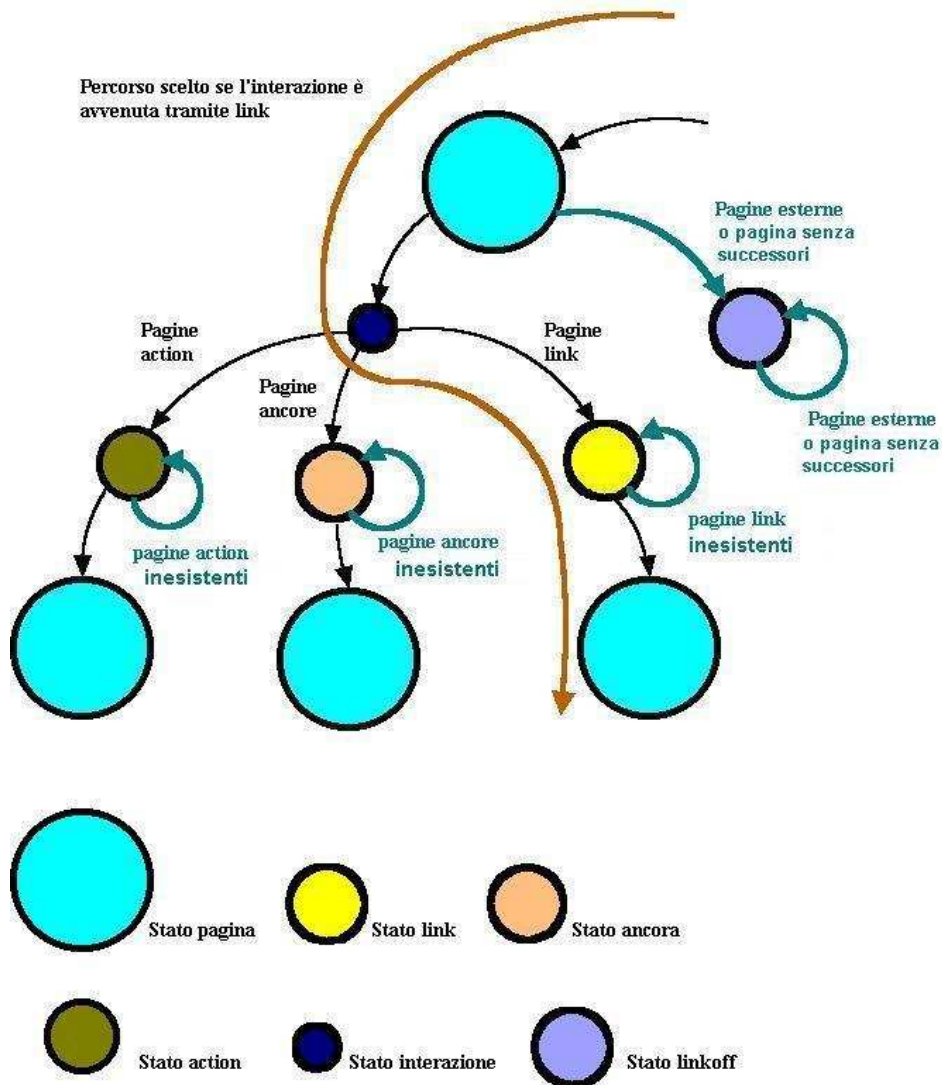 Percorso scelto se l'interazione è
avvenuta tramite link
Pagine esterne
o pagina senza
successori
Pagine
action
Pagine
ancore
Pagine
link
Pagine esterne
o pagina senza
successori
pagine action
inesistenti
pagine ancore
inesistenti
pagine link
inesistenti
Stato pagina
Stato link
Stato ancora
Stato action
Stato interazione
Stato linkoff